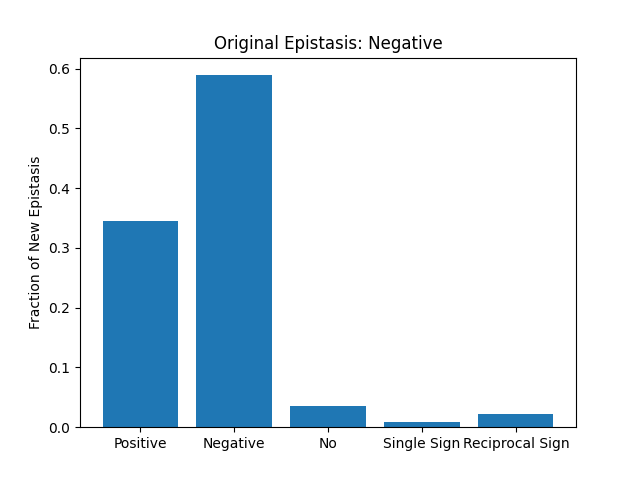 Original Epistasis: Negative
Fraction of New Epistasis
0.6
0.5
0.4
0.3
0.2
0.1
0.0
Positive Negative No Single Sign Reciprocal Sign